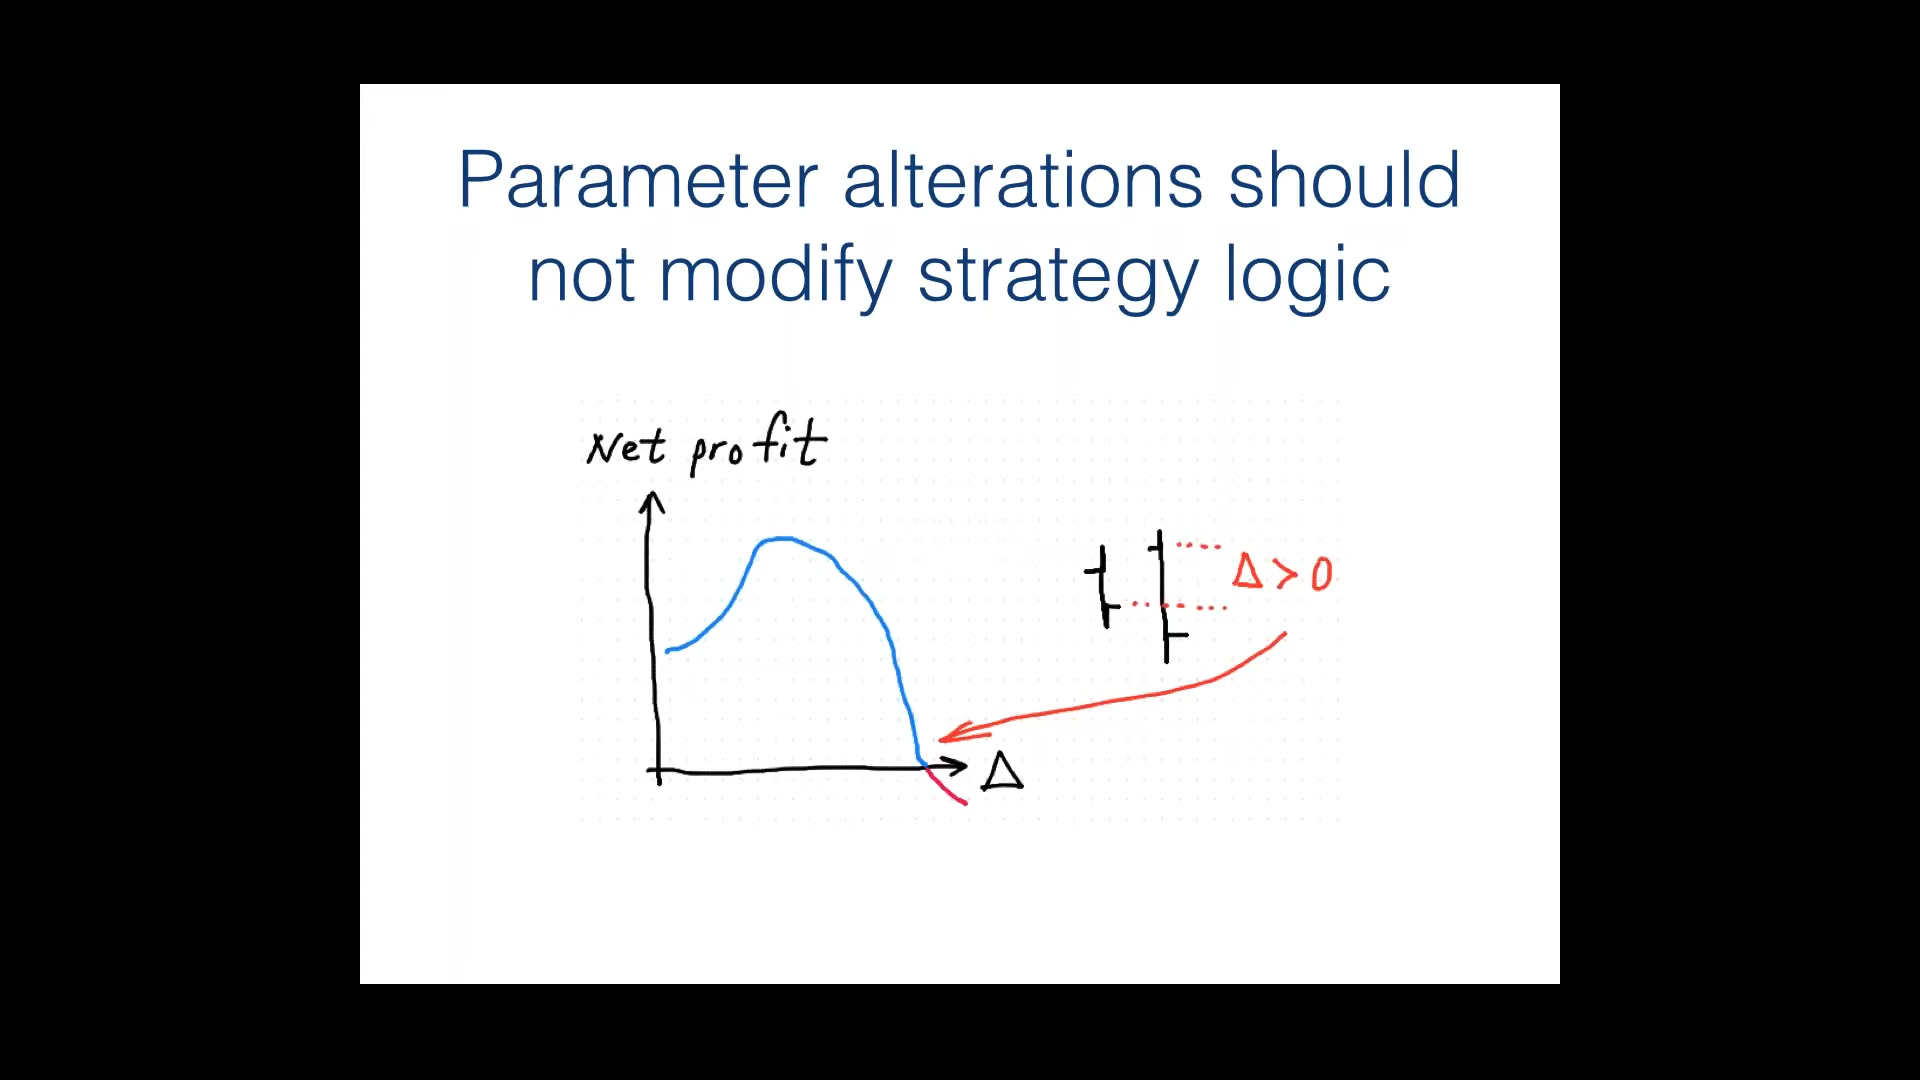 Parameter alterations should
not modify strategy logic
Net profit
Δ > 0
Δ